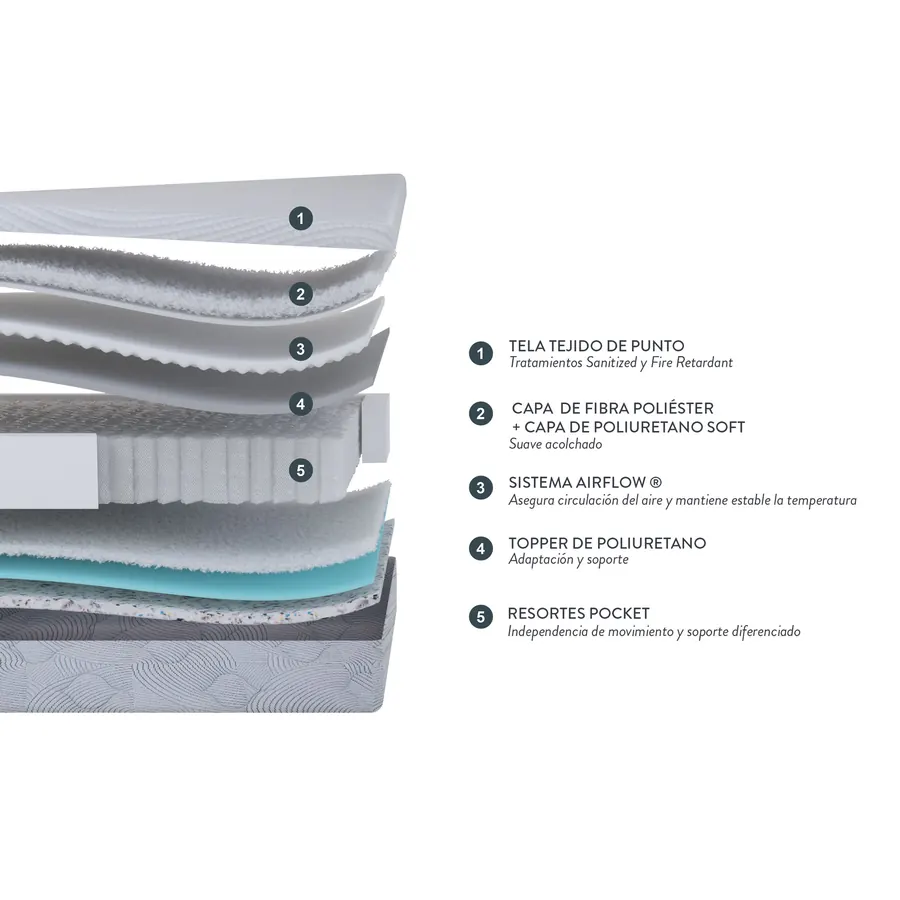 1
2
3
4
5
1 TELA TEJIDO DE PUNTO
Tratamientos Sanitized y Fire Retardant
2 CAPA DE FIBRA POLIÉSTER
+ CAPA DE POLIURETANO SOFT
Suave acolchado
3 SISTEMA AIRFLOW ®
Asegura circulación del aire y mantiene estable la temperatura
4 TOPPER DE POLIURETANO
Adaptación y soporte
5 RESORTES POCKET
Independencia de movimiento y soporte diferenciado